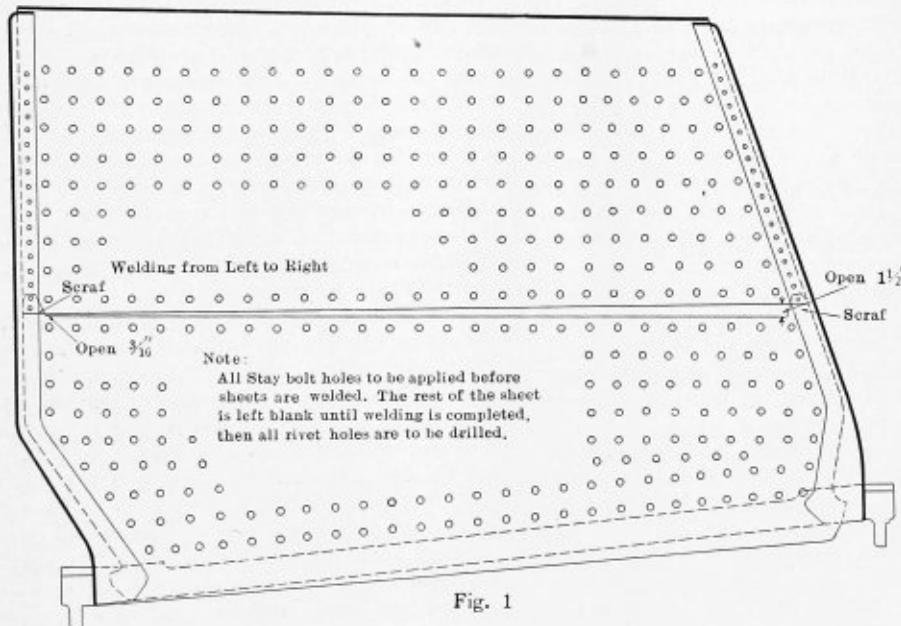 Welding from Left to Right
Scraf
Open 1½"
Scraf
Open 3/16"
Note:
All Stay bolt holes to be applied before
sheets are welded. The rest of the sheet
is left blank until welding is completed,
then all rivet holes are to be drilled.
Fig. 1